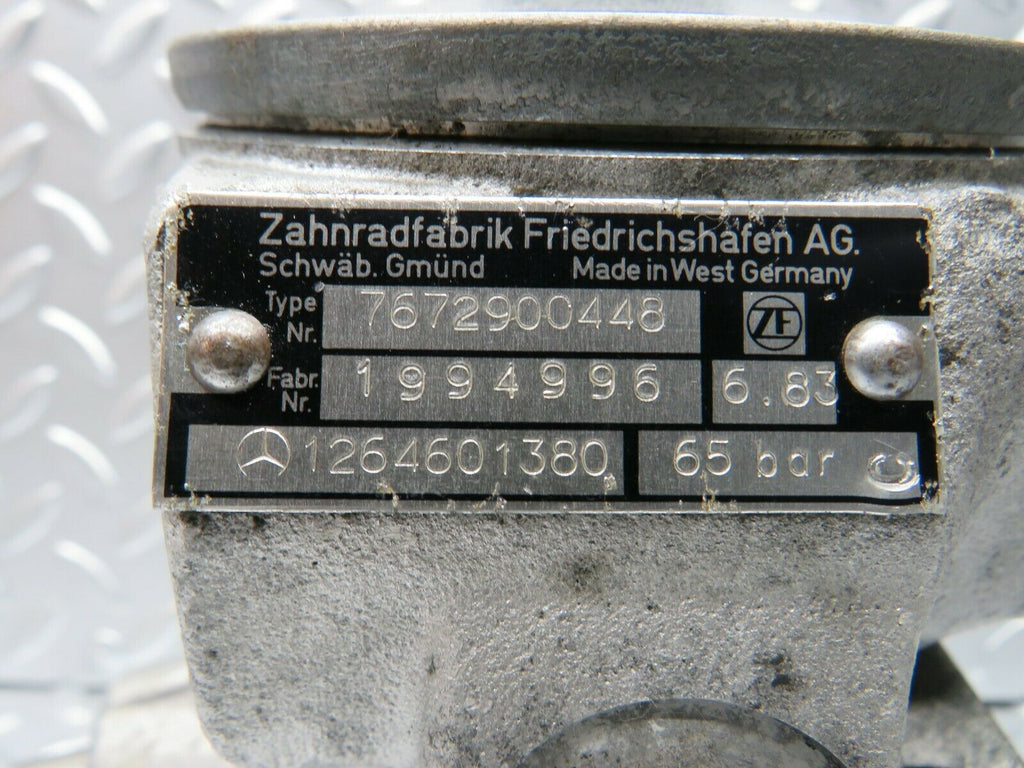 Zahnradfabrik Friedrichshafen AG.
Schwäb. Gmünd Made in West Germany
Type Nr. 7672900448 ZF
Fabr. Nr. 1994996 6.83
1264601380 65 bar